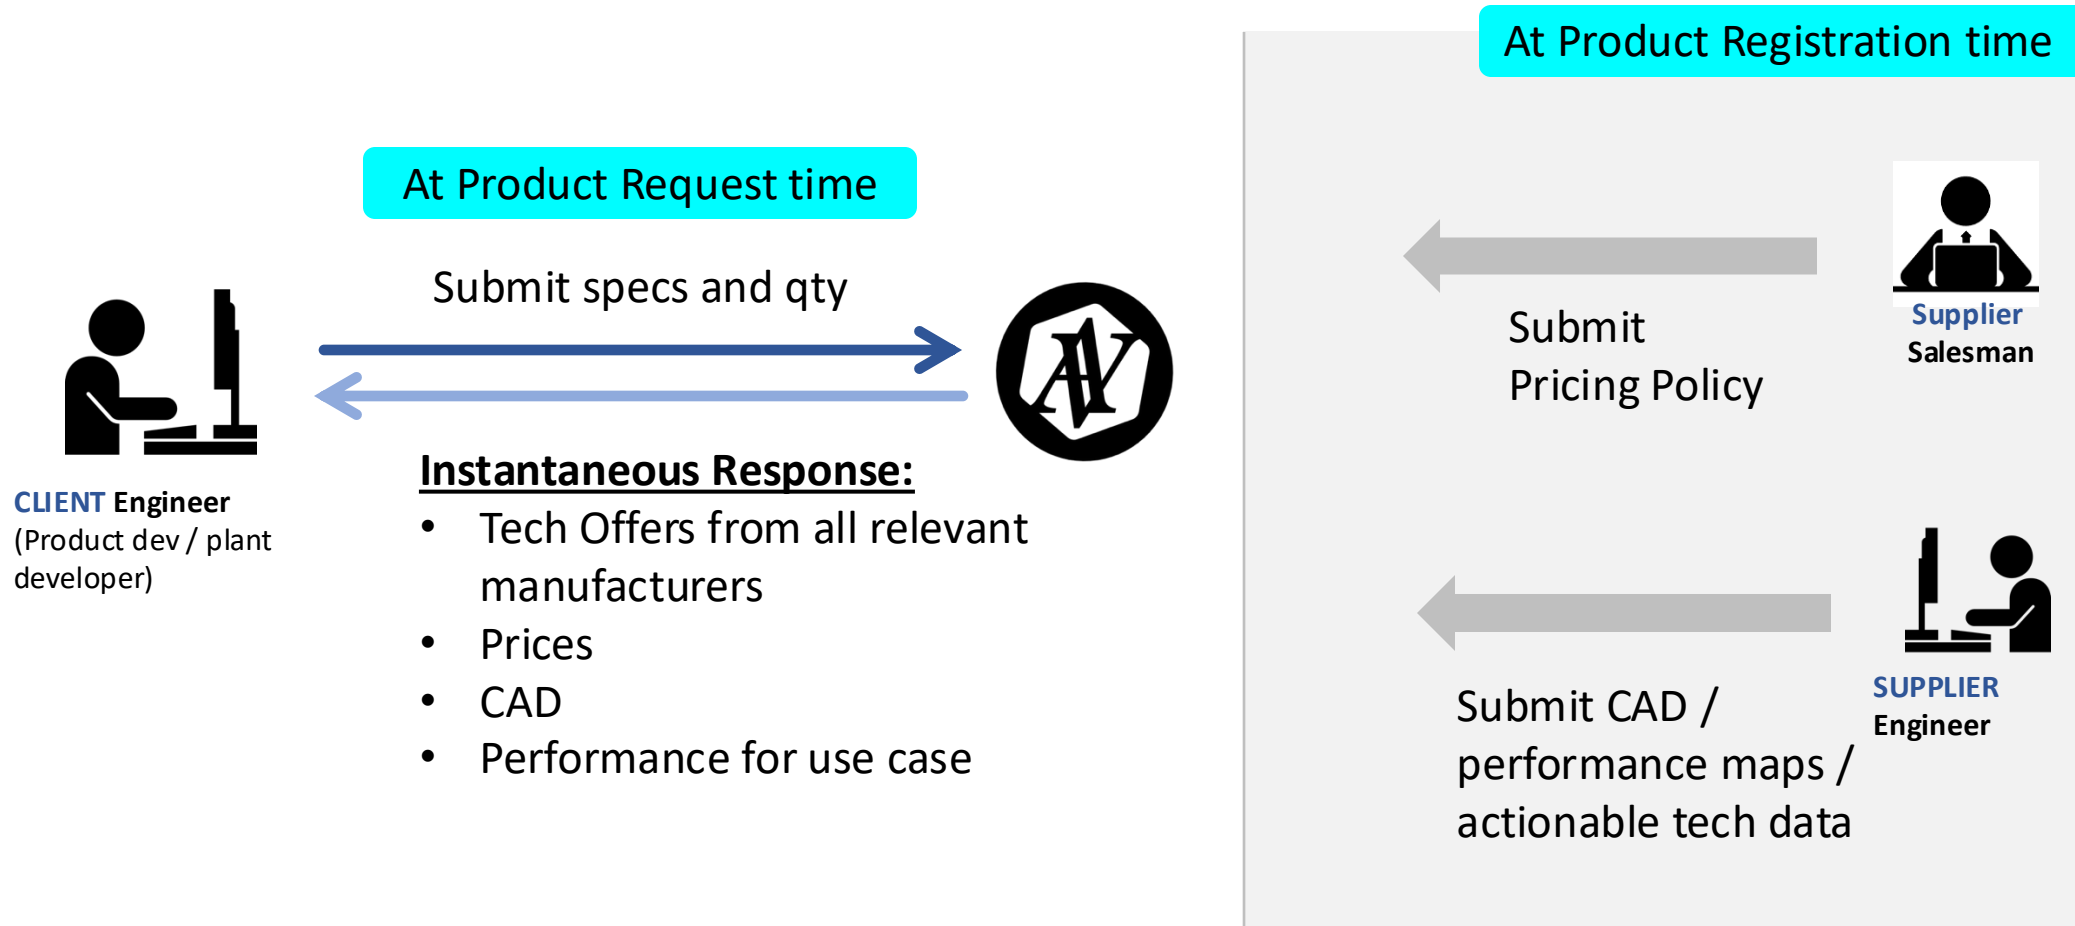 At Product Registration time
At Product Request time
Submit specs and qty
CLIENT Engineer
(Product dev / plant
developer)
AV
Instantaneous Response:
• Tech Offers from all relevant
manufacturers
• Prices
• CAD
• Performance for use case
Submit
Pricing Policy
Supplier
Salesman
Submit CAD /
performance maps /
actionable tech data
SUPPLIER
Engineer